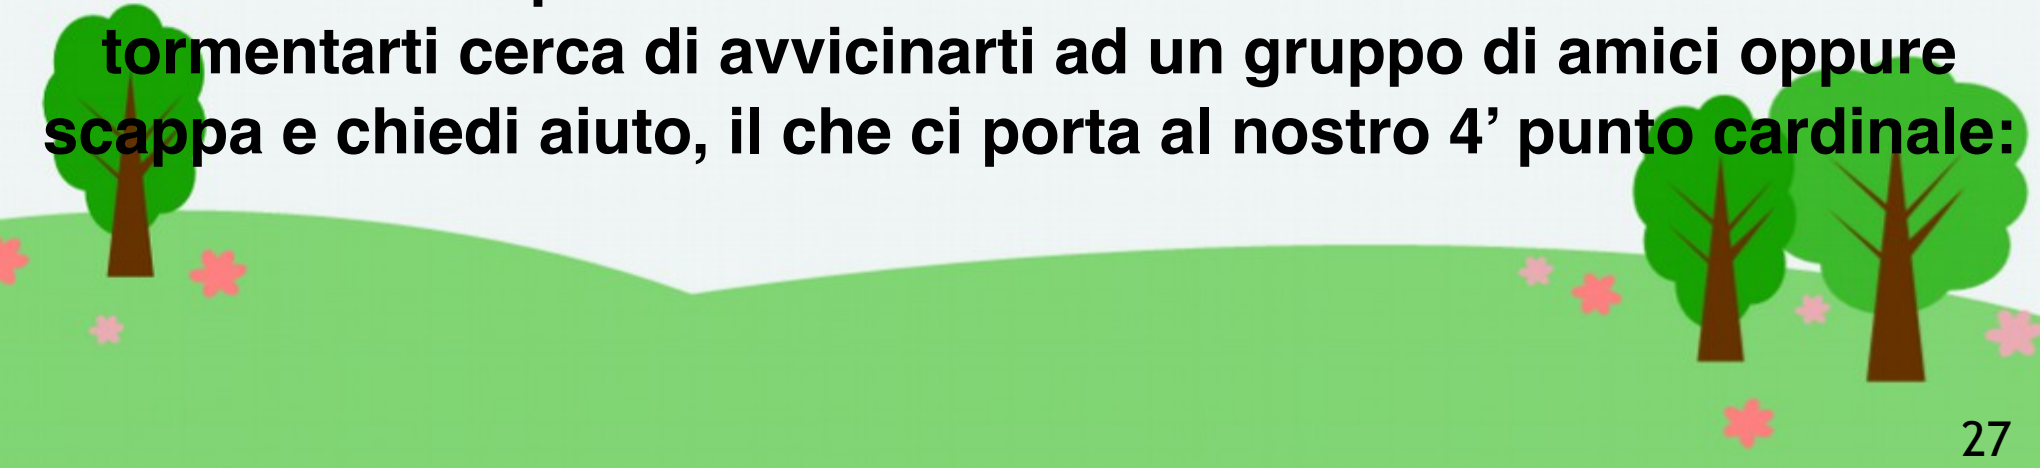 tormentarti cerca di avvicinarti ad un gruppo di amici oppure
scappa e chiedi aiuto, il che ci porta al nostro 4’ punto cardinale:
27